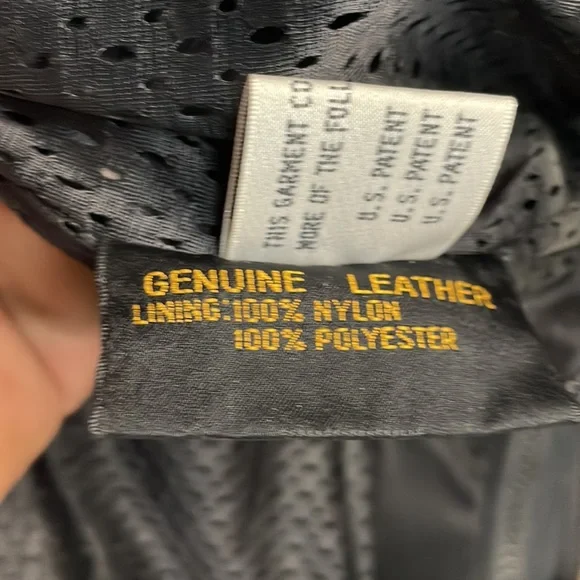 THIS GARMENT CO
MORE OF THE FOLL
U.S. PATENT
U.S. PATENT
U.S. PATENT
GENUINE LEATHER
LINING:100% NYLON
100% POLYESTER